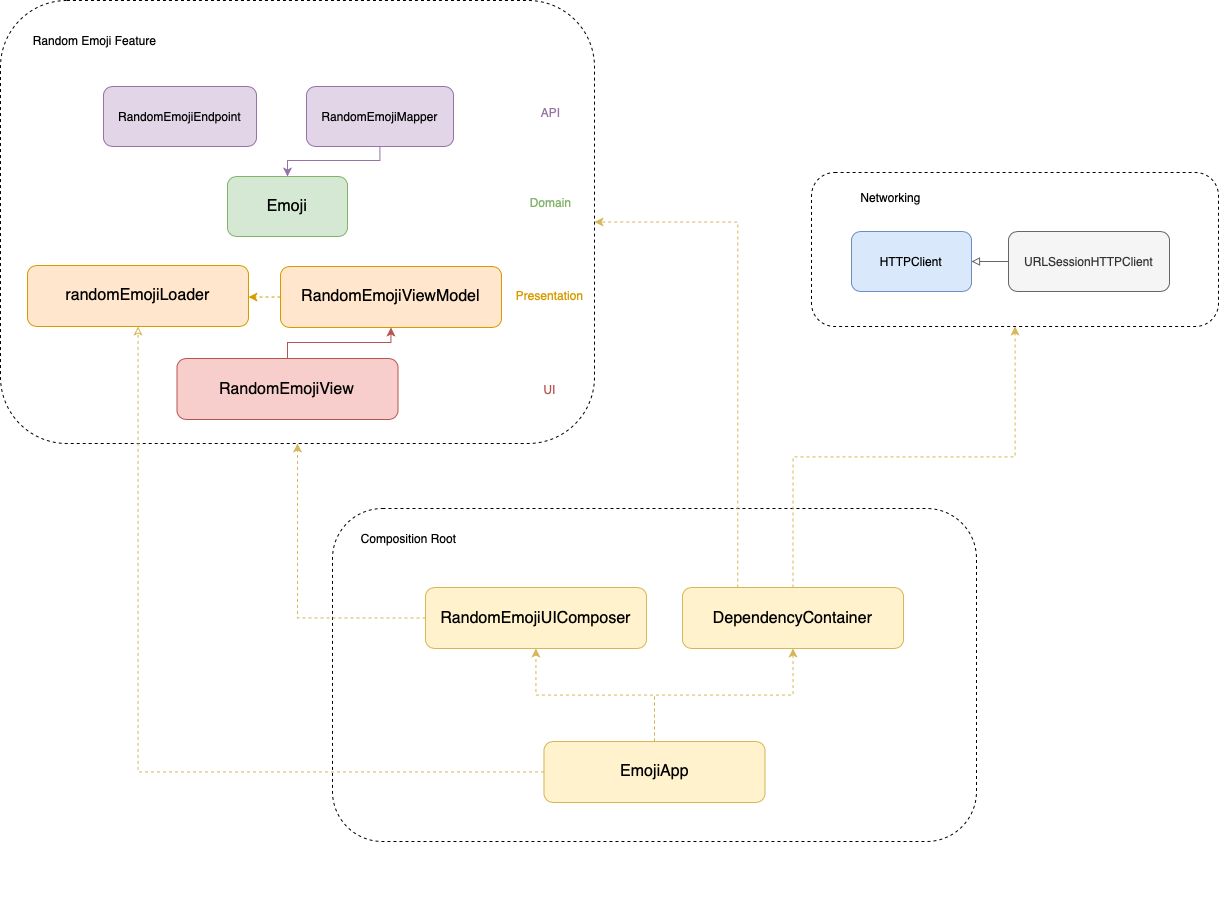 Random Emoji Feature
RandomEmojiEndpoint
RandomEmojiMapper
API
Emoji
Domain
randomEmojiLoader
RandomEmojiViewModel
Presentation
RandomEmojiView
UI
Networking
HTTPClient
URLSessionHTTPClient
Composition Root
RandomEmojiUIComposer
DependencyContainer
EmojiApp